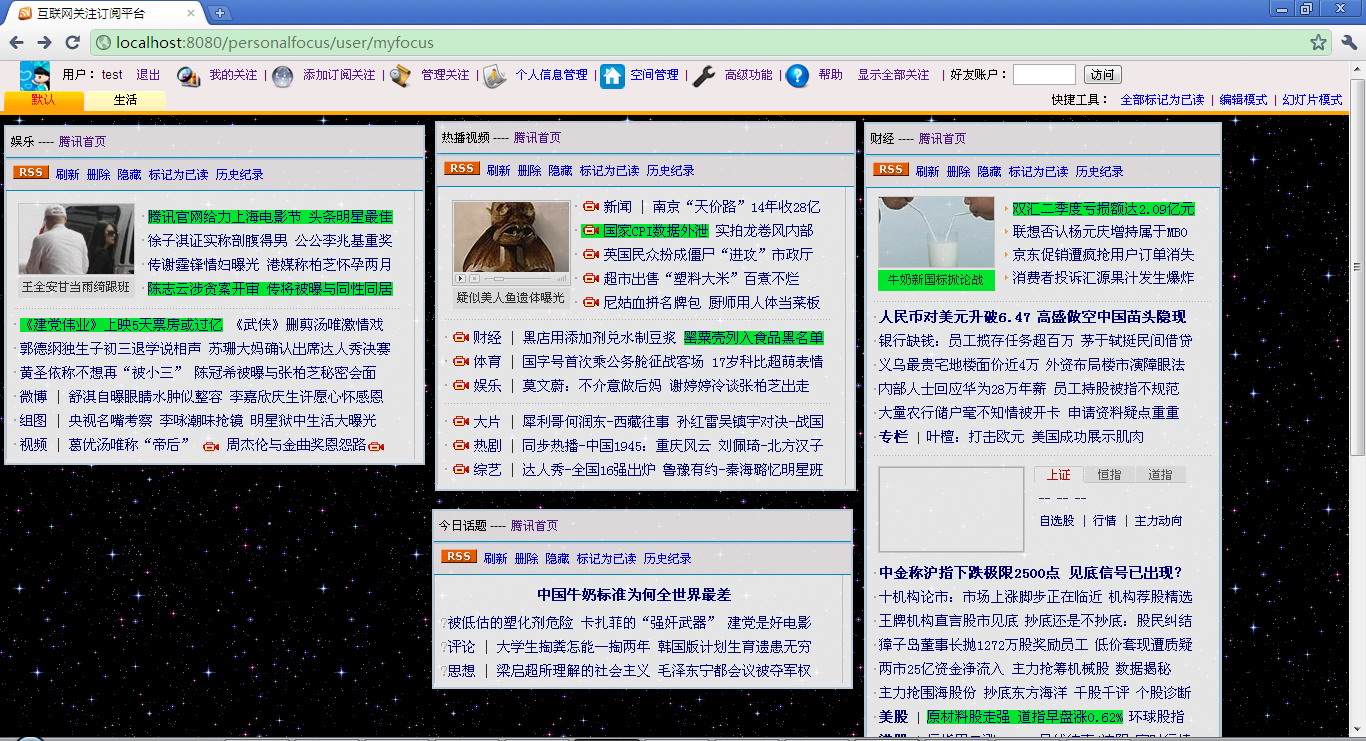 互联网关注订阅平台
localhost:8080/personalfocus/user/myfocus
用户： test 退出 我的关注 | 添加订阅关注 | 管理关注 | 个人信息管理 | 空间管理 | 高级功能 | 帮助 显示全部关注 | 好友账户： 访问
默认 生活
快捷工具： 全部标记为已读 | 编辑模式 | 幻灯片模式
娱乐 ---- 腾讯首页
RSS 刷新 删除 隐藏 标记为已读 历史纪录
腾讯官网给力上海电影节 头条明星最佳
徐子淇证实称剖腹得男 公公李兆基重奖
传谢霆锋情妇曝光 港媒称柏芝怀孕两月
陈志云涉贪案开审 传将被曝与同性同居
王全安甘当雨绮跟班
《建党伟业》上映5天票房或过亿 《武侠》删剪汤唯激情戏
郭德纲独生子初三退学说相声 苏珊大妈确认出席达人秀决赛
黄圣依称不想再“被小三” 陈冠希被曝与张柏芝秘密会面
微博 | 舒淇自曝眼睛水肿似整容 李嘉欣庆生许愿心怀感恩
组图 | 央视名嘴考察 李咏潮味抢镜 明星狱中生活大曝光
视频 | 葛优汤唯称“帝后” 周杰伦与金曲奖恩怨路
热播视频 ---- 腾讯首页
RSS 刷新 删除 隐藏 标记为已读 历史纪录
新闻 | 南京“天价路”14年收28亿
国家CPI数据外泄 实拍龙卷风内部
英国民众扮成僵尸“进攻”市政厅
超市出售“塑料大米”百煮不烂
尼姑血拼名牌包 厨师用人体当菜板
疑似美人鱼遗体曝光
财经 | 黑店用添加剂兑水制豆浆 罂粟壳列入食品黑名单
体育 | 国字号首次乘公务舱征战客场 17岁科比超萌表情
娱乐 | 莫文蔚：不介意做后妈 谢婷婷冷谈张柏芝出走
大片 | 犀利哥何润东-西藏往事 孙红雷吴镇宇对决-战国
热剧 | 同步热播-中国1945：重庆风云 刘佩琦-北方汉子
综艺 | 达人秀-全国16强出炉 鲁豫有约-秦海璐忆明星班
今日话题 ---- 腾讯首页
RSS 刷新 删除 隐藏 标记为已读 历史纪录
中国牛奶标准为何全世界最差
?被低估的塑化剂危险 卡扎菲的“强奸武器” 建党是好电影
?评论 | 大学生掏粪怎能一掏两年 韩国版计划生育遗患无穷
?思想 | 梁启超所理解的社会主义 毛泽东宁都会议被夺军权
财经 ---- 腾讯首页
RSS 刷新 删除 隐藏 标记为已读 历史纪录
双汇二季度亏损额达2.09亿元
联想否认杨元庆增持属于MBO
京东促销遭疯抢用户订单消失
消费者投诉汇源果汁发生爆炸
牛奶新国标掀论战
人民币对美元升破6.47 高盛做空中国苗头隐现
银行缺钱：员工揽存任务超百万 茅于轼挺民间借贷
义乌最贵宅地楼面价近4万 外资布局楼市演障眼法
内部人士回应华为28万年薪 员工持股被指不规范
大量农行储户毫不知情被开卡 申请资料疑点重重
专栏 | 叶檀：打击欧元 美国成功展示肌肉
上证 恒指 道指
-- -- --
自选股 | 行情 | 主力动向
中金称沪指下跌极限2500点 见底信号已出现?
十机构论市：市场上涨脚步正在临近 机构荐股精选
王牌机构直言股市见底 抄底还是不抄底：股民纠结
獐子岛董事长抛1272万股奖励员工 低价套现遭质疑
两市25亿资金净流入 主力抢筹机械股 数据揭秘
主力抢围海股份 抄底东方海洋 千股千评 个股诊断
美股 | 原材料股走强 道指早盘涨0.62% 环球股指